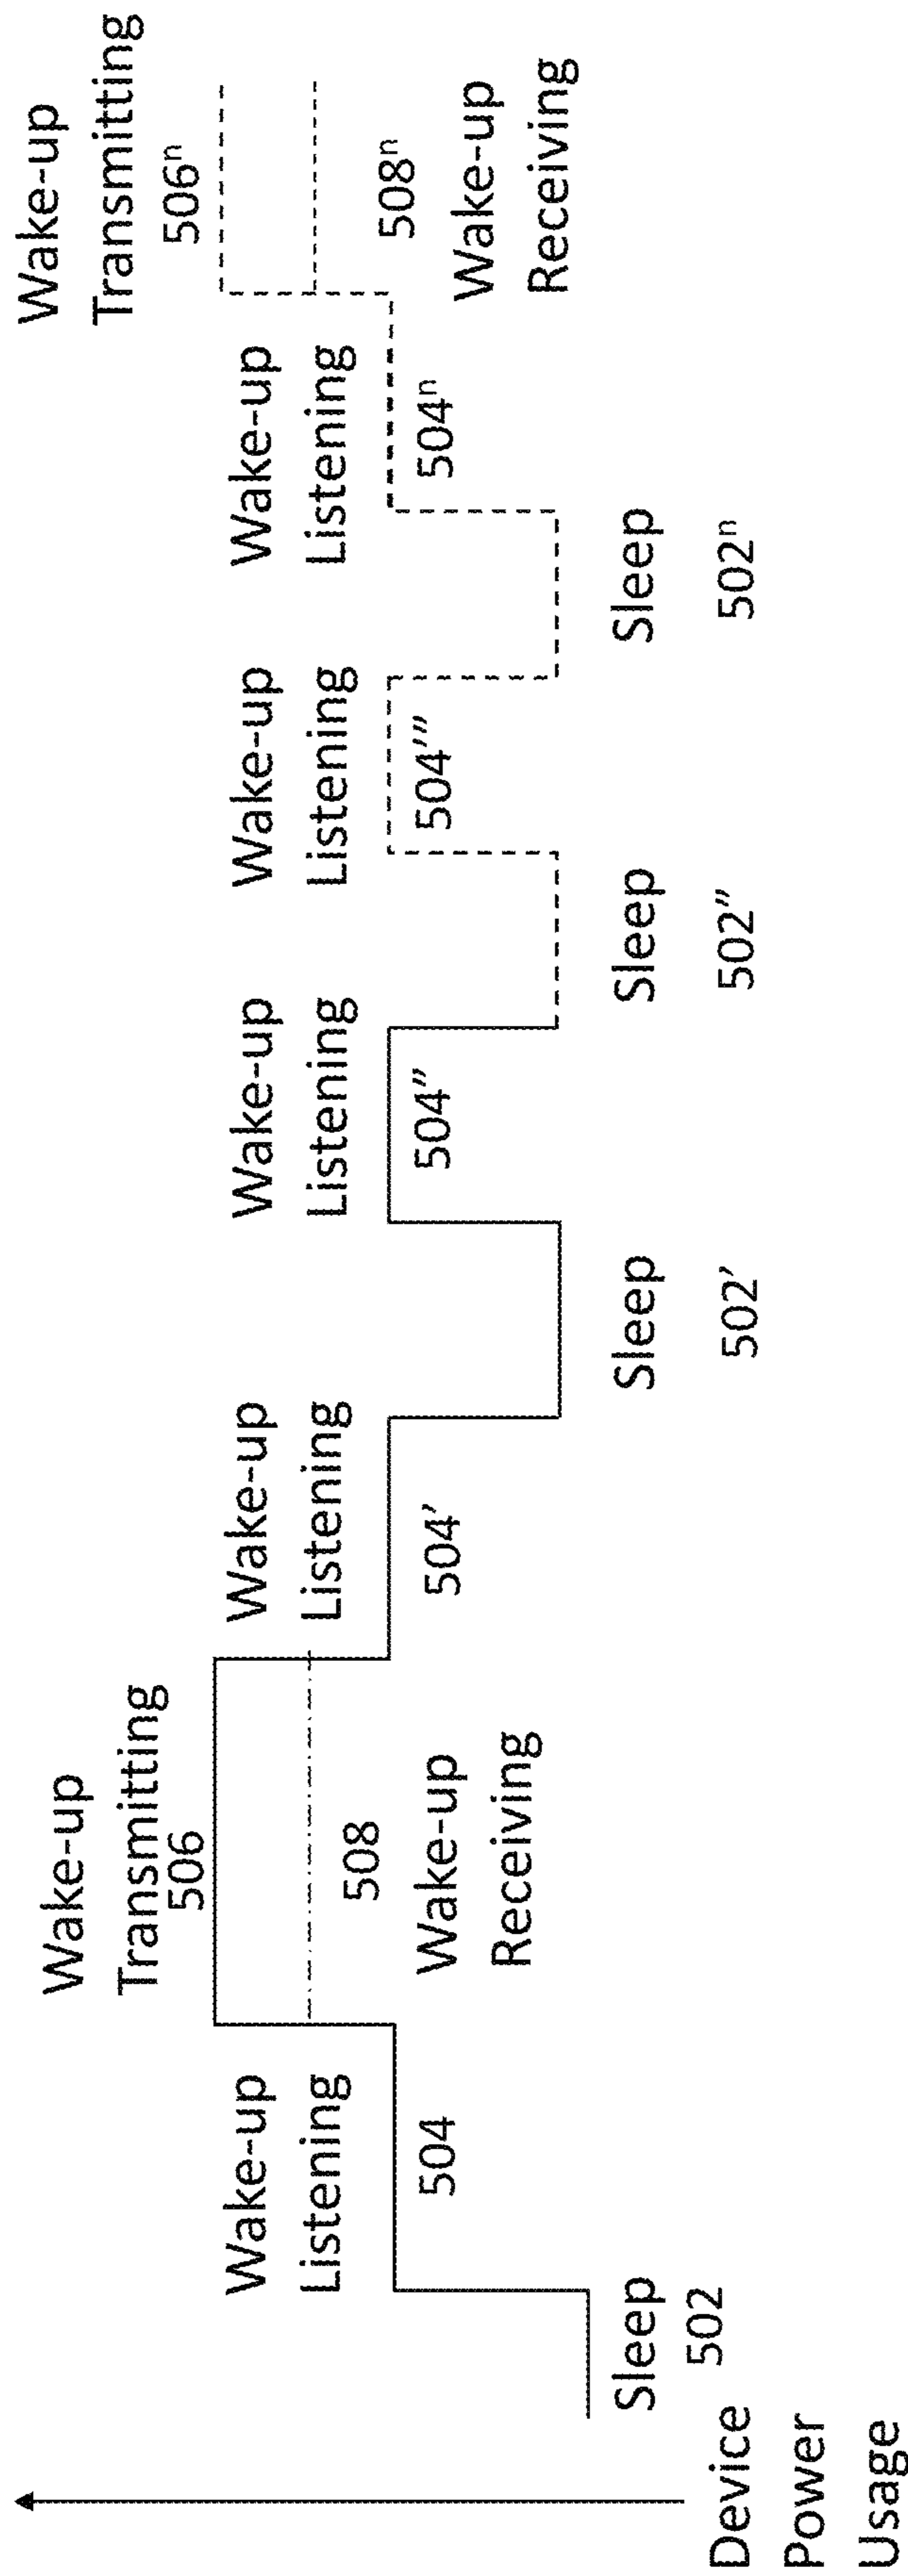 Device
Power
Usage
Sleep
502
Wake-up
Listening
504
Wake-up
Transmitting
506
508
Wake-up
Receiving
Wake-up
Listening
504′
Sleep
502′
Wake-up
Listening
504″
Sleep
502″
Wake-up
Listening
504‴
Sleep
502ⁿ
Wake-up
Listening
504ⁿ
Wake-up
Transmitting
506ⁿ
508ⁿ
Wake-up
Receiving